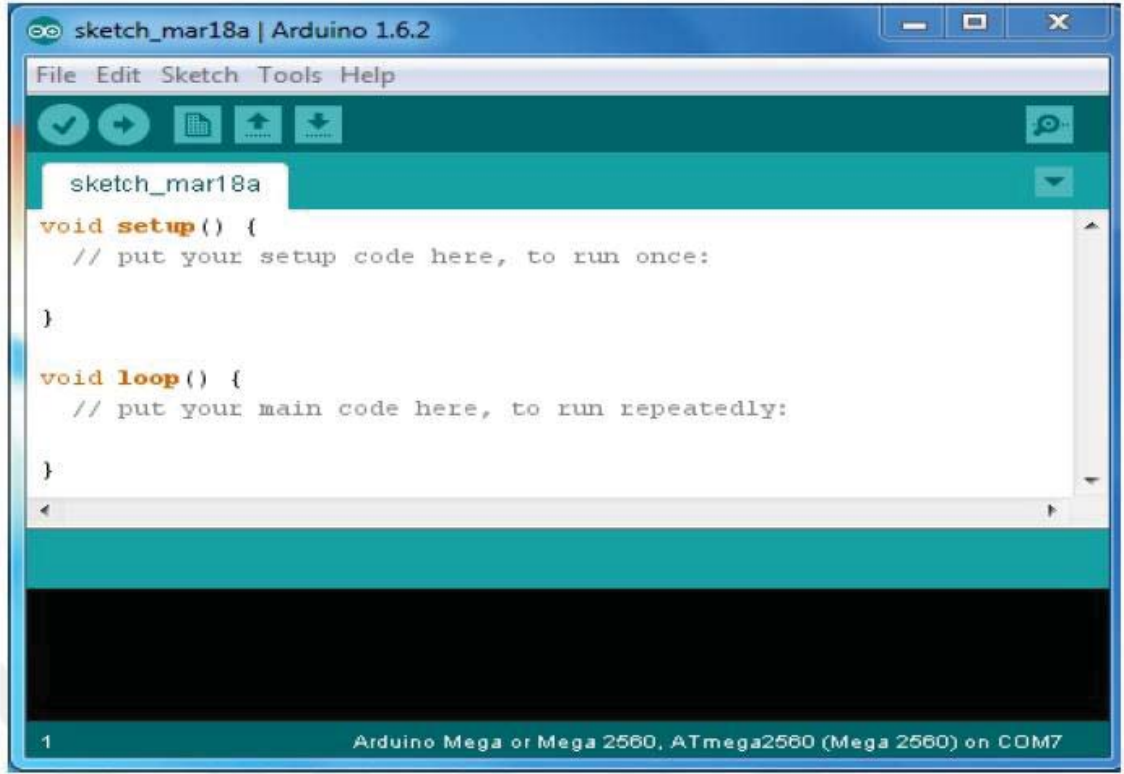 sketch_mar18a | Arduino 1.6.2
File Edit Sketch Tools Help
sketch_mar18a
void setup() {
  // put your setup code here, to run once:
}
void loop() {
  // put your main code here, to run repeatedly:
}
1 Arduino Mega or Mega 2560, ATmega2560 (Mega 2560) on COM7